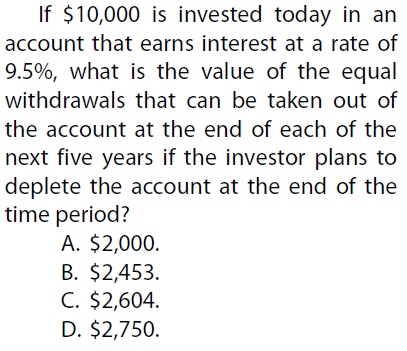 If $10,000 is invested today in an
account that earns interest at a rate of
9.5%, what is the value of the equal
withdrawals that can be taken out of
the account at the end of each of the
next five years if the investor plans to
deplete the account at the end of the
time period?
A. $2,000.
B. $2,453.
C. $2,604.
D. $2,750.